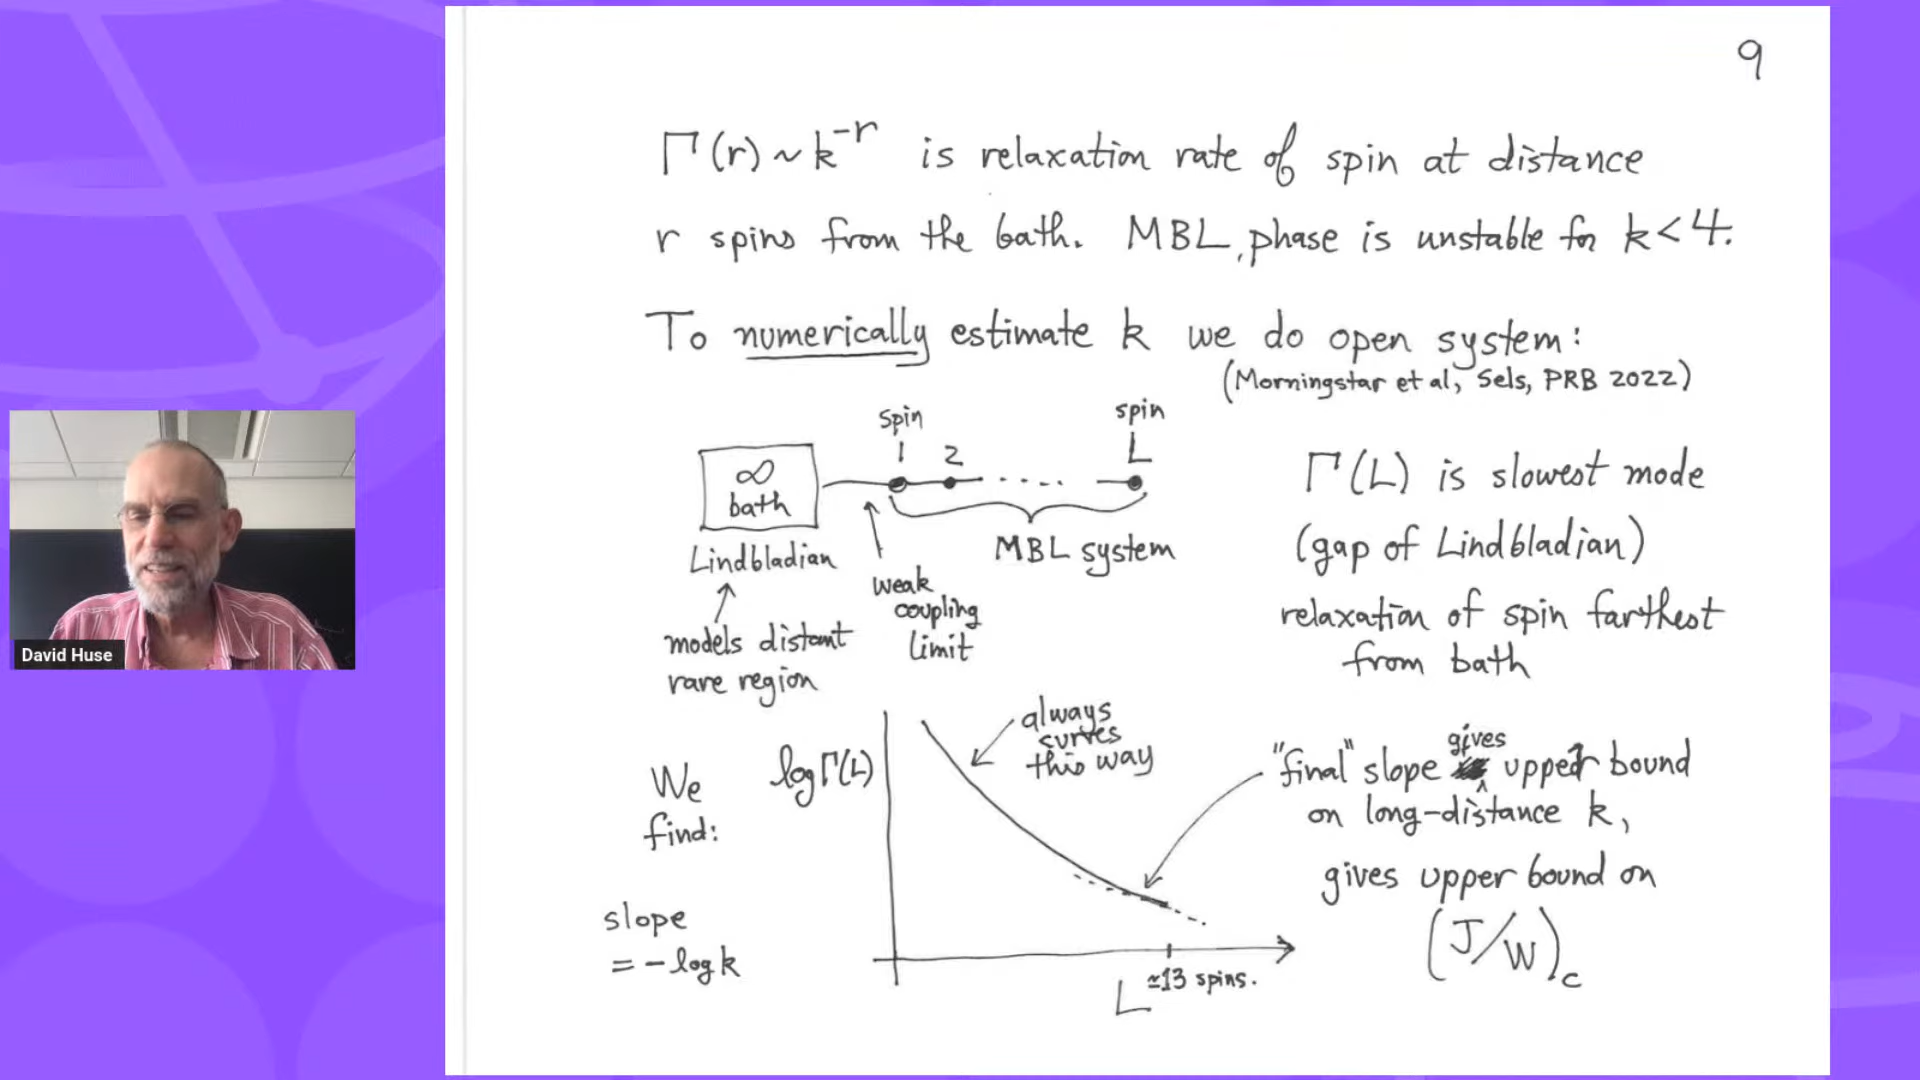 9
Γ(r) ~ k^-r is relaxation rate of spin at distance
r spins from the bath. MBL, phase is unstable for k<4.
To numerically estimate k we do open system:
(Morningstar et al, Sels, PRB 2022)
spin 1
2
spin L
∞ bath
Lindbladian
models distant
rare region
weak
coupling
limit
MBL system
Γ(L) is slowest mode
(gap of Lindbladian)
relaxation of spin farthest
from bath
We
find:
log Γ(L)
always
curves
this way
"final" slope gives upper bound
on long-distance k,
gives upper bound on
(J/W)c
slope
= -log k
L
≃13 spins.
David Huse